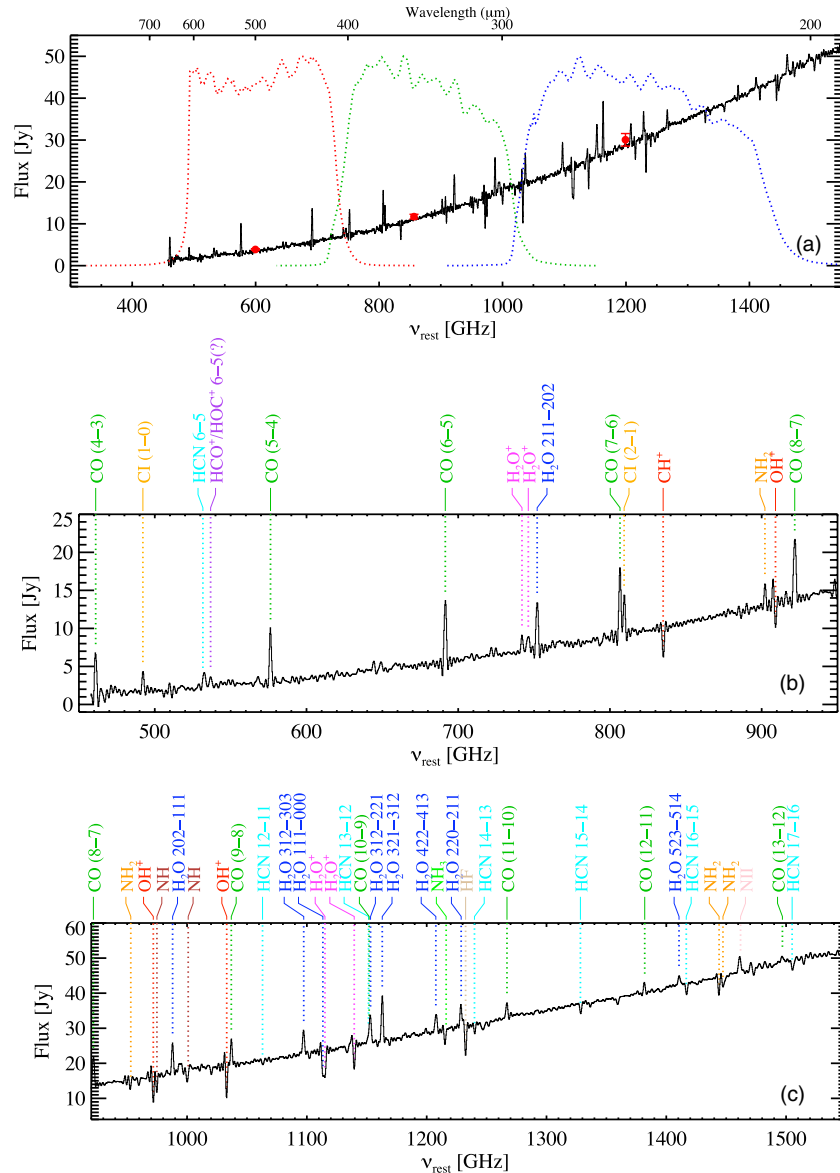 Wavelength (μm)
700 600 500 400 300 200
50
40
30
20
10
0
Flux [Jy]
(a)
400 600 800 1000 1200 1400
νrest [GHz]
CO (4−3)
CI (1−0)
HCN 6−5
HCO⁺/HOC⁺ 6−5(?)
CO (5−4)
CO (6−5)
H₂O⁺
H₂O⁺
H₂O 211−202
CO (7−6)
CI (2−1)
CH⁺
NH₂
OH⁺
CO (8−7)
25
20
15
10
5
0
Flux [Jy]
(b)
500 600 700 800 900
νrest [GHz]
CO (8−7)
NH₂
OH⁺
NH
H₂O 202−111
NH
OH⁺
CO (9−8)
HCN 12−11
H₂O 312−303
H₂O 111−000
H₂O⁺
H₂O⁺
HCN 13−12
CO (10−9)
H₂O 312−221
H₂O 321−312
H₂O 422−413
NH₃
H₂O 220−211
HF
HCN 14−13
CO (11−10)
HCN 15−14
CO (12−11)
H₂O 523−514
HCN 16−15
NH₂
NH₂
CO (13−12)
HCN 17−16
60
50
40
30
20
10
Flux [Jy]
(c)
1000 1100 1200 1300 1400 1500
νrest [GHz]